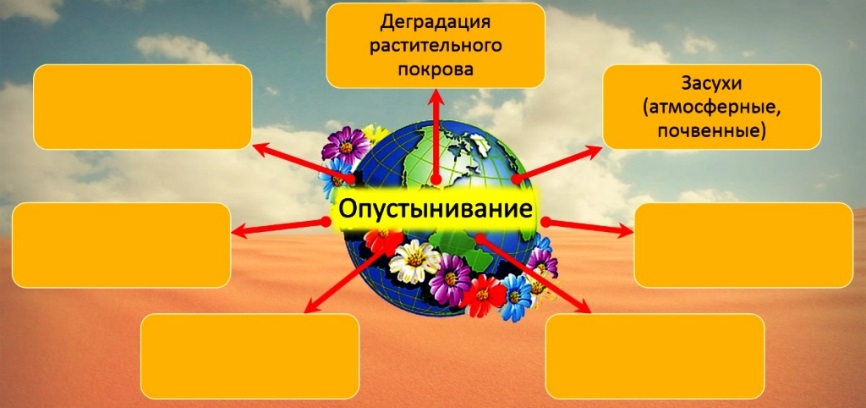 Деградация
растительного
покрова
Засухи
(атмосферные,
почвенные)
Опустынивание